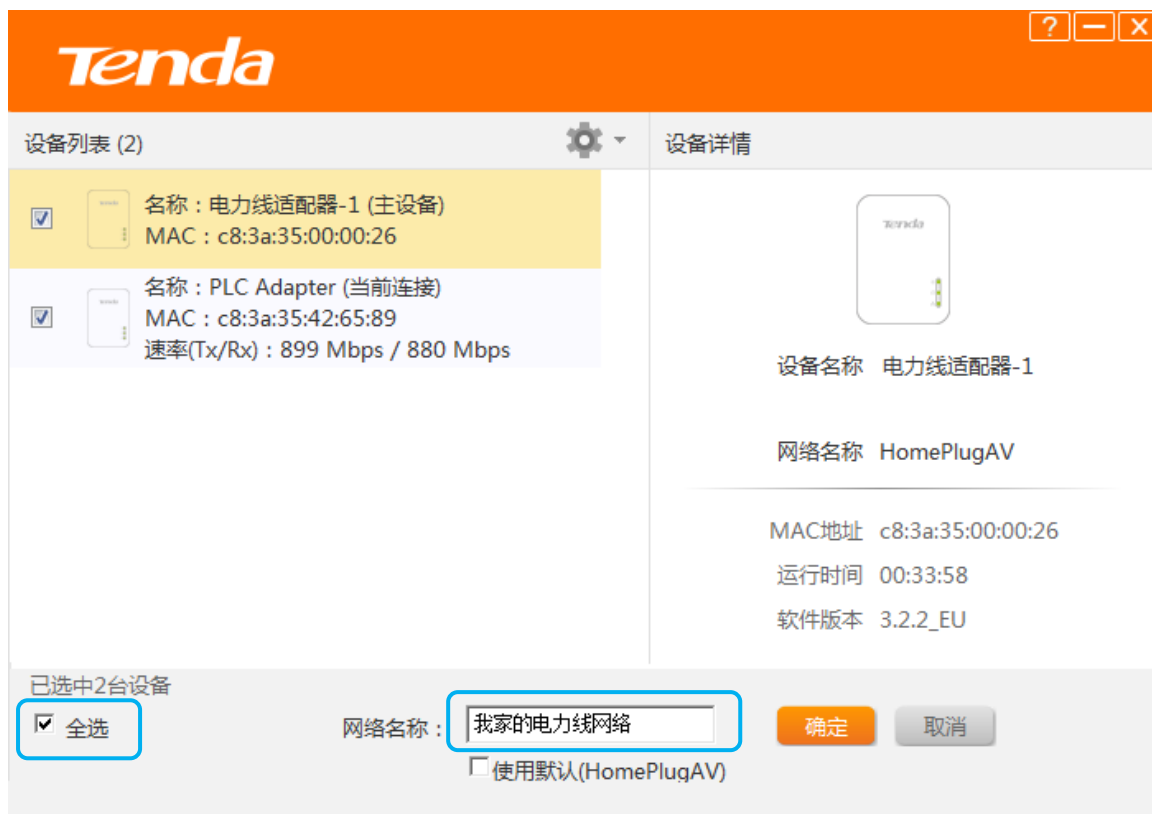 Tenda
设备列表 (2)
设备详情
名称：电力线适配器-1 (主设备)
MAC：c8:3a:35:00:00:26
名称：PLC Adapter (当前连接)
MAC：c8:3a:35:42:65:89
速率(Tx/Rx)：899 Mbps / 880 Mbps
Tenda
设备名称 电力线适配器-1
网络名称 HomePlugAV
MAC地址 c8:3a:35:00:00:26
运行时间 00:33:58
软件版本 3.2.2_EU
已选中2台设备
全选
网络名称： 我家的电力线网络
确定 取消
使用默认(HomePlugAV)